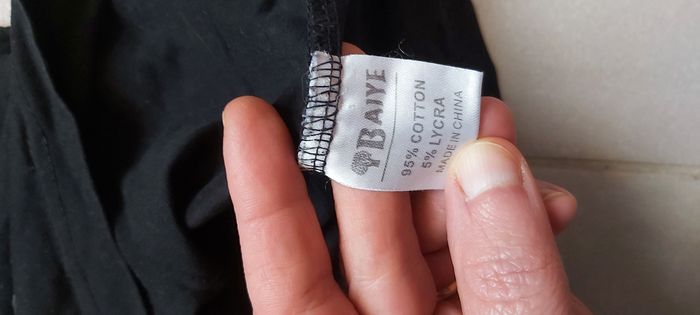 BAIYE
95% COTTON
5% LYCRA
MADE IN CHINA